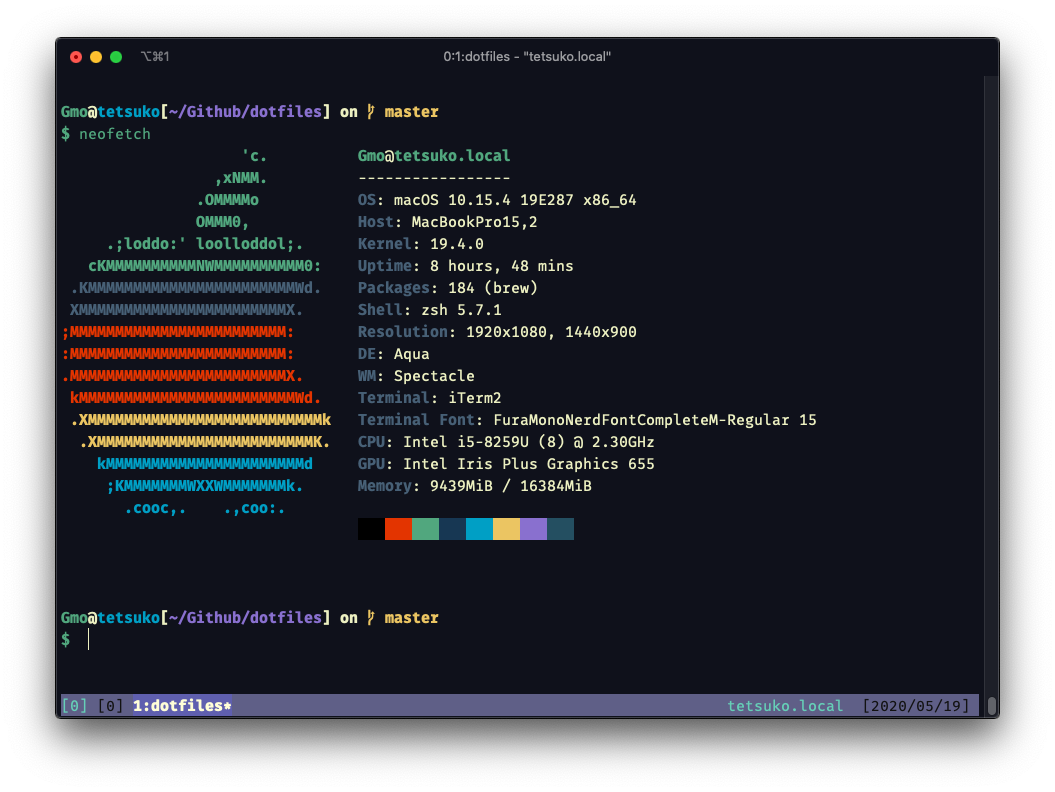 ⌥⌘1 0:1:dotfiles - "tetsuko.local"
Gmo@tetsuko[~/Github/dotfiles] on master
$ neofetch
'c. Gmo@tetsuko.local
,xNMM. -----------------
.OMMMMo OS: macOS 10.15.4 19E287 x86_64
OMMM0, Host: MacBookPro15,2
.;loddo:' loolloddol;. Kernel: 19.4.0
cKMMMMMMMMMMNWMMMMMMMMMM0: Uptime: 8 hours, 48 mins
.KMMMMMMMMMMMMMMMMMMMMMMMWd. Packages: 184 (brew)
XMMMMMMMMMMMMMMMMMMMMMMMX. Shell: zsh 5.7.1
;MMMMMMMMMMMMMMMMMMMMMMMM: Resolution: 1920x1080, 1440x900
:MMMMMMMMMMMMMMMMMMMMMMMM: DE: Aqua
.MMMMMMMMMMMMMMMMMMMMMMMMX. WM: Spectacle
kMMMMMMMMMMMMMMMMMMMMMMMMWd. Terminal: iTerm2
.XMMMMMMMMMMMMMMMMMMMMMMMMMMk Terminal Font: FuraMonoNerdFontCompleteM-Regular 15
.XMMMMMMMMMMMMMMMMMMMMMMMMK. CPU: Intel i5-8259U (8) @ 2.30GHz
kMMMMMMMMMMMMMMMMMMMMMMd GPU: Intel Iris Plus Graphics 655
;KMMMMMMMWXXWMMMMMMMk. Memory: 9439MiB / 16384MiB
.cooc,. .,coo:.
Gmo@tetsuko[~/Github/dotfiles] on master
$
[0] [0] 1:dotfiles* tetsuko.local [2020/05/19]